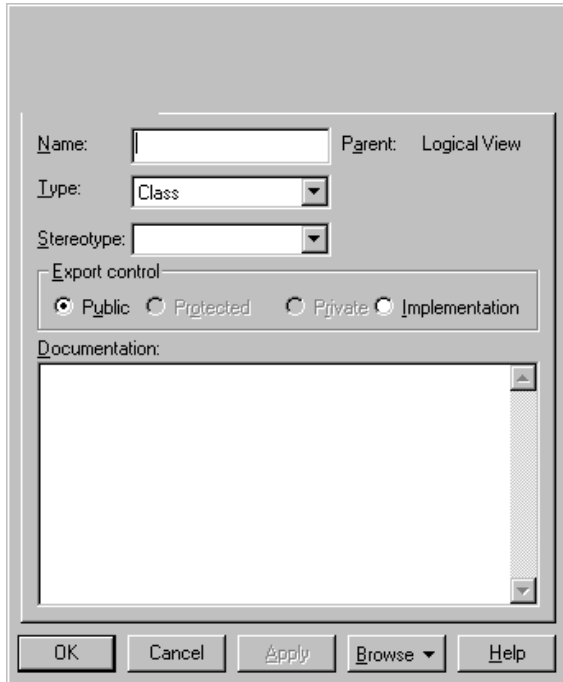 Name: Parent: Logical View
Type: Class
Stereotype:
Export control
Public Protected Private Implementation
Documentation:
OK Cancel Apply Browse Help